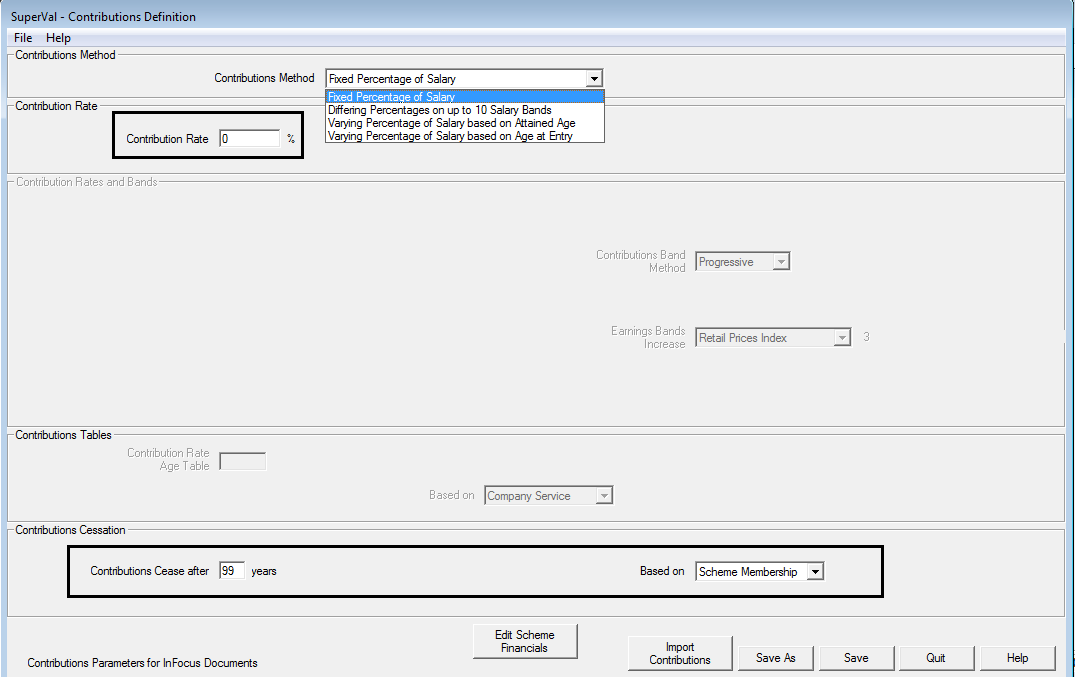 SuperVal - Contributions Definition
File Help
Contributions Method
Contributions Method Fixed Percentage of Salary
Fixed Percentage of Salary
Differing Percentages on up to 10 Salary Bands
Varying Percentage of Salary based on Attained Age
Varying Percentage of Salary based on Age at Entry
Contribution Rate
Contribution Rate 0 %
Contribution Rates and Bands
Contributions Band
Method Progressive
Earnings Bands
Increase Retail Prices Index 3
Contributions Tables
Contribution Rate
Age Table
Based on Company Service
Contributions Cessation
Contributions Cease after 99 years Based on Scheme Membership
Edit Scheme
Financials
Import
Contributions
Save As Save Quit Help
Contributions Parameters for InFocus Documents